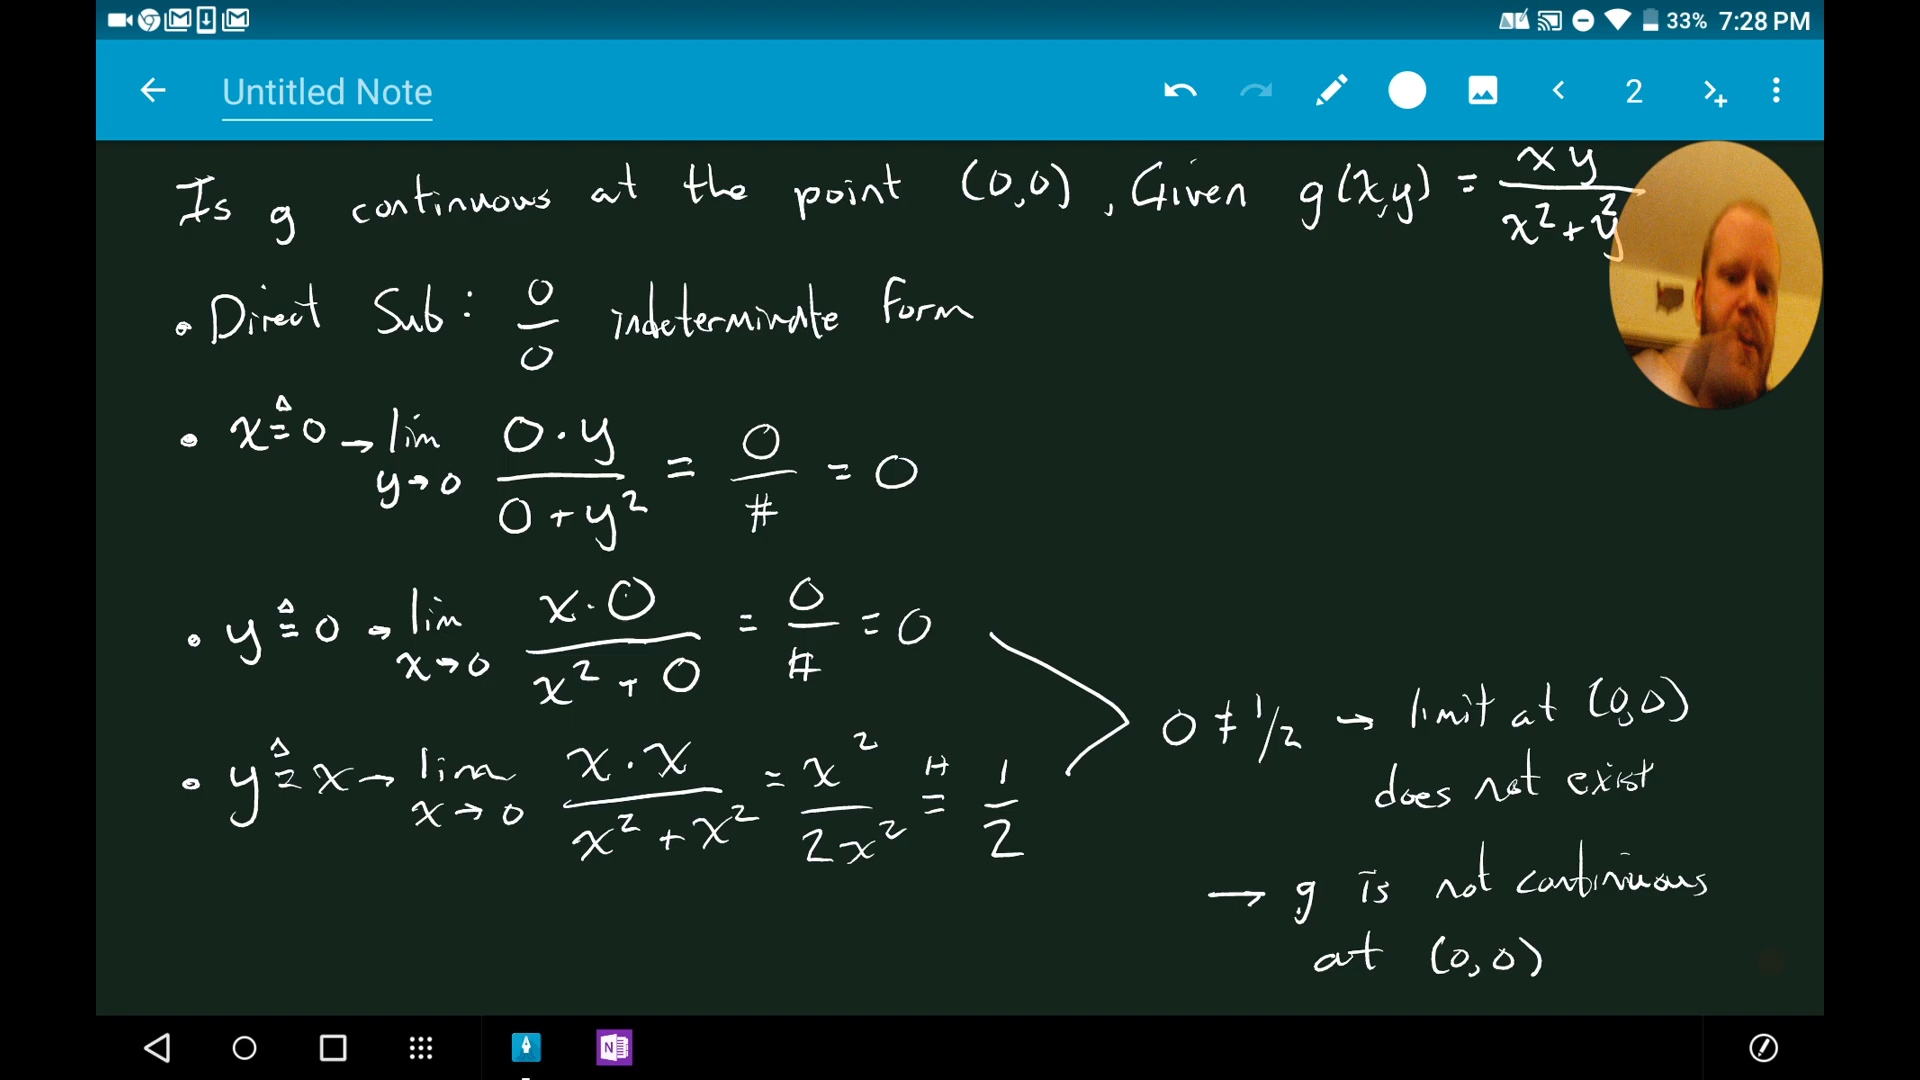 33% 7:28 PM
Untitled Note
2
Is g continuous at the point (0,0), Given g(x,y) = xy / x² + y²
• Direct Sub: 0/0 indeterminate form
• x ≜ 0 → lim y→0 0·y / 0 + y² = 0/# = 0
• y ≜ 0 → lim x→0 x·0 / x² + 0 = 0/# = 0
• y ≜ x → lim x→0 x·x / x² + x² = x² / 2x² =ᴴ 1/2
0 ≠ 1/2 → limit at (0,0)
does not exist
→ g is not continuous
at (0,0)
N